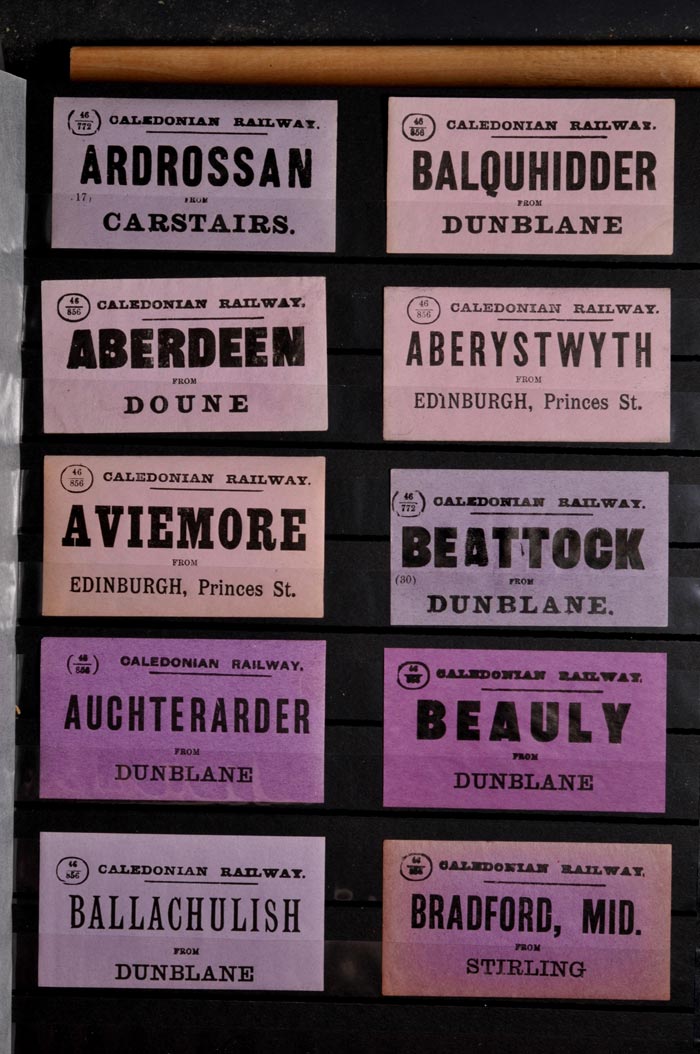 46
772
CALEDONIAN RAILWAY.
ARDROSSAN
17)
FROM
CARSTAIRS.
46
856
CALEDONIAN RAILWAY.
BALQUHIDDER
FROM
DUNBLANE
46
856
CALEDONIAN RAILWAY.
ABERDEEN
FROM
DOUNE
46
856
CALEDONIAN RAILWAY.
ABERYSTWYTH
FROM
EDINBURGH, Princes St.
46
856
CALEDONIAN RAILWAY.
AVIEMORE
FROM
EDINBURGH, Princes St.
46
772
CALEDONIAN RAILWAY.
BEATTOCK
(30)
FROM
DUNBLANE.
46
856
CALEDONIAN RAILWAY.
AUCHTERARDER
FROM
DUNBLANE
46
CALEDONIAN RAILWAY.
BEAULY
FROM
DUNBLANE
46
856
CALEDONIAN RAILWAY.
BALLACHULISH
FROM
DUNBLANE
46
CALEDONIAN RAILWAY.
BRADFORD, MID.
FROM
STIRLING